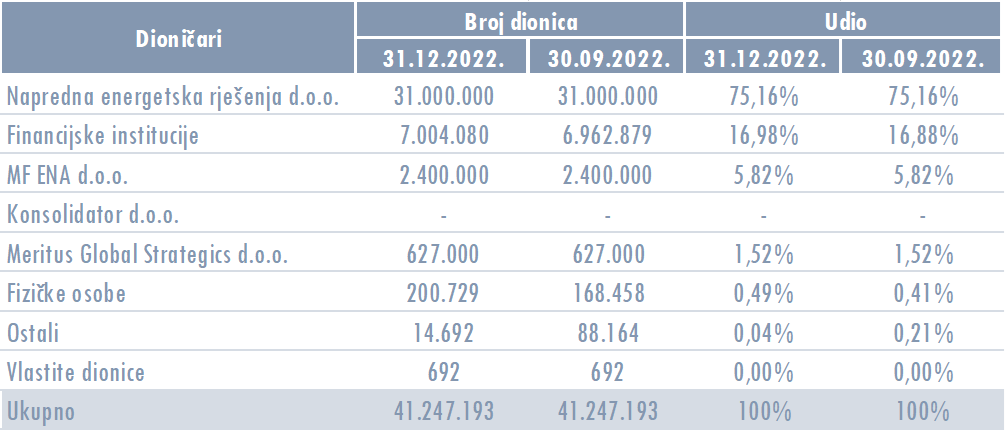 Dioničari Broj dionica Udio
31.12.2022. 30.09.2022. 31.12.2022. 30.09.2022.
Napredna energetska rješenja d.o.o. 31.000.000 31.000.000 75,16% 75,16%
Financijske institucije 7.004.080 6.962.879 16,98% 16,88%
MF ENA d.o.o. 2.400.000 2.400.000 5,82% 5,82%
Konsolidator d.o.o. - - - -
Meritus Global Strategics d.o.o. 627.000 627.000 1,52% 1,52%
Fizičke osobe 200.729 168.458 0,49% 0,41%
Ostali 14.692 88.164 0,04% 0,21%
Vlastite dionice 692 692 0,00% 0,00%
Ukupno 41.247.193 41.247.193 100% 100%